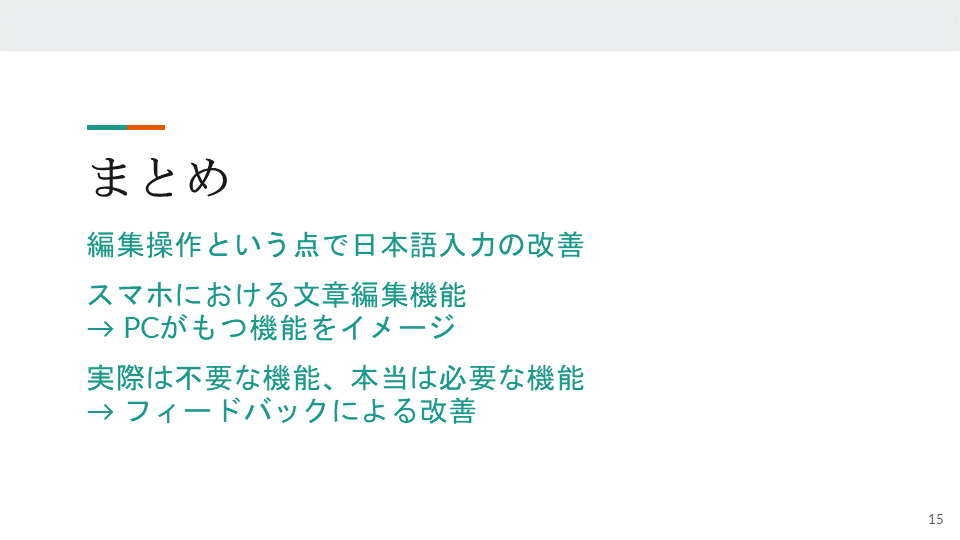 まとめ
編集操作という点で日本語入力の改善
スマホにおける文章編集機能
→ PCがもつ機能をイメージ
実際は不要な機能、本当は必要な機能
→ フィードバックによる改善
15